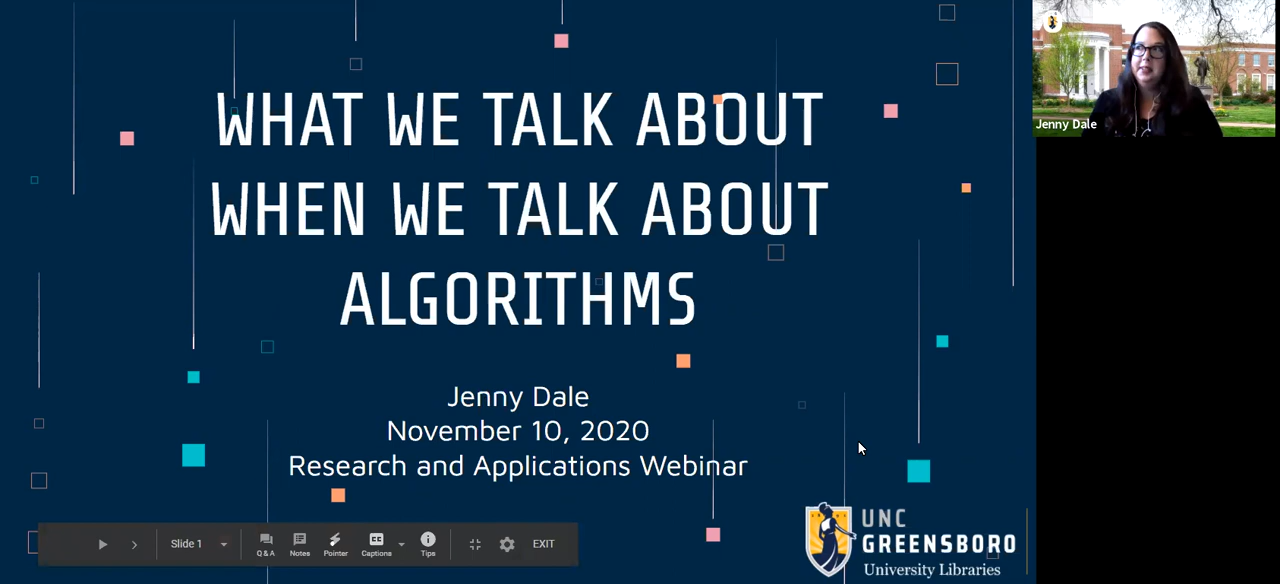 WHAT WE TALK ABOUT
WHEN WE TALK ABOUT
ALGORITHMS
Jenny Dale
November 10, 2020
Research and Applications Webinar
Jenny Dale
Slide 1
Q & A
Notes
Pointer
Captions
Tips
EXIT
UNC
GREENSBORO
University Libraries